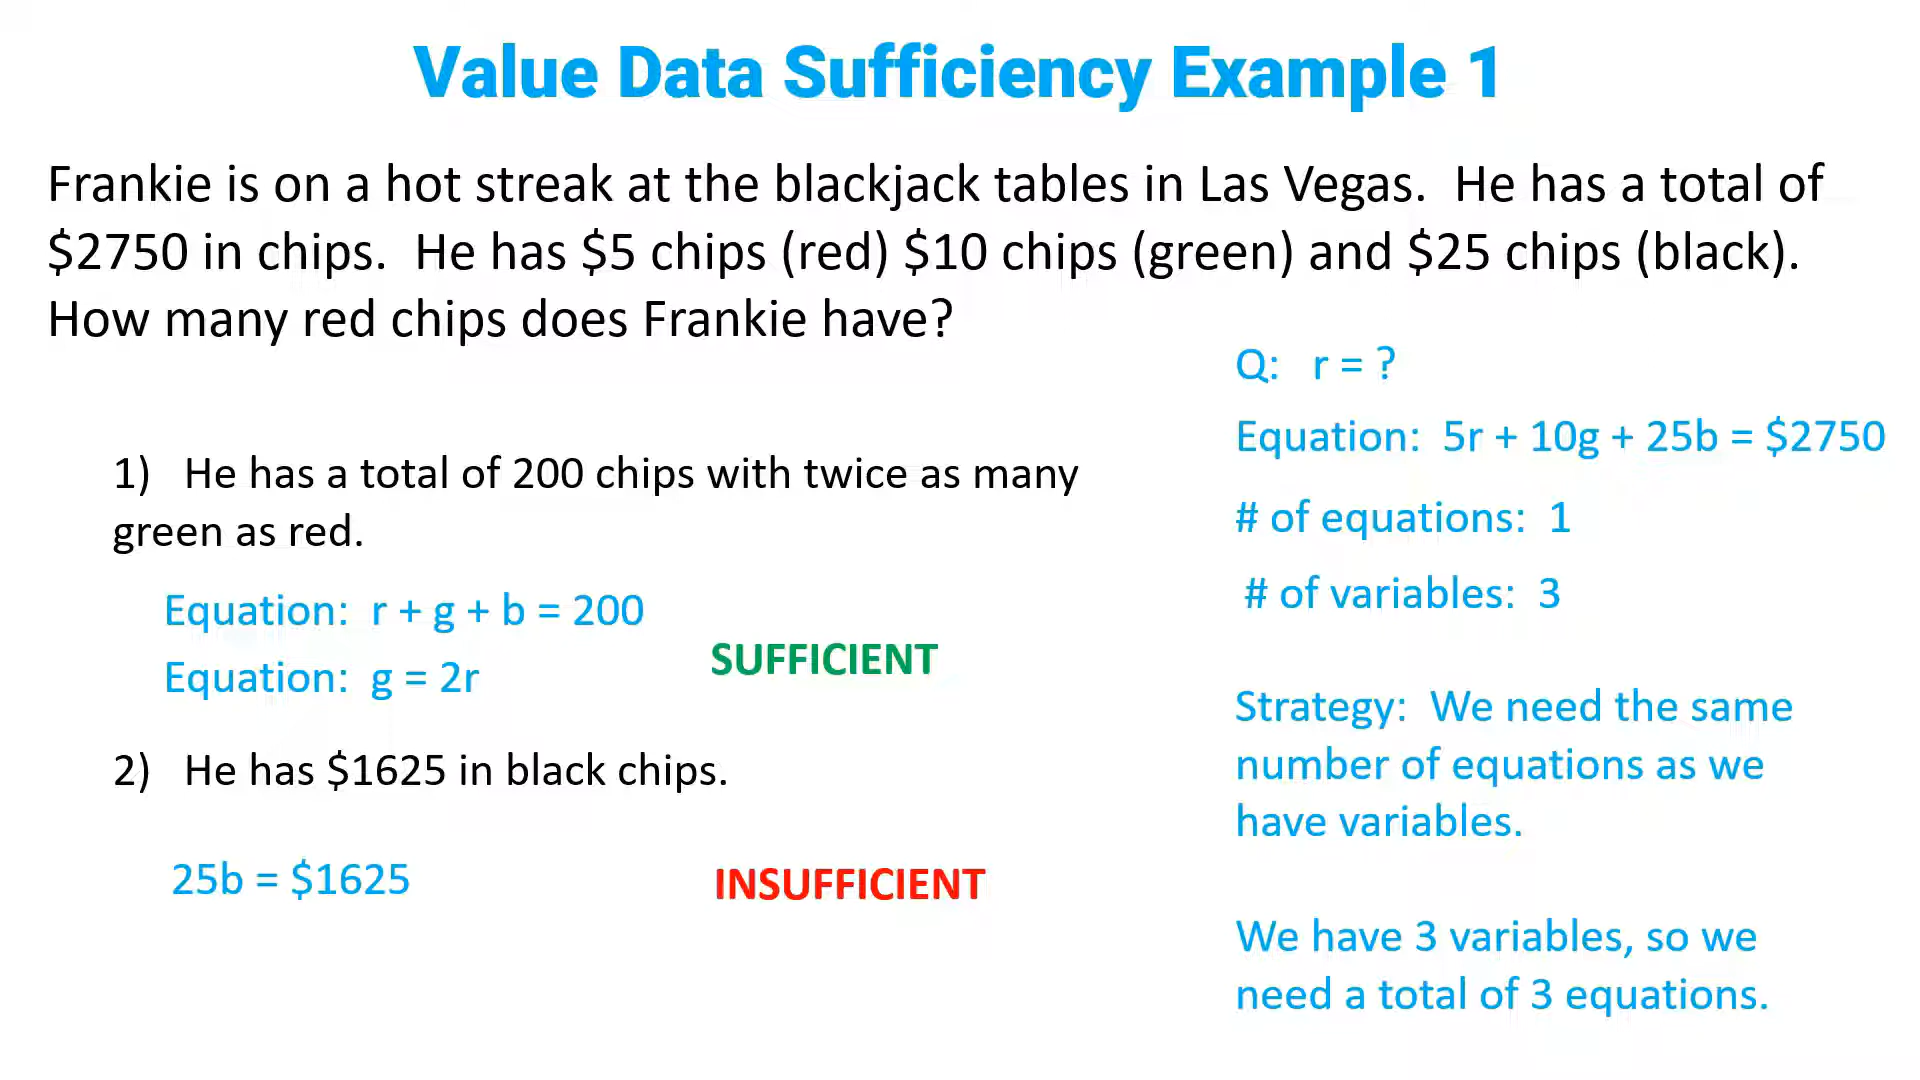 Value Data Sufficiency Example 1
Frankie is on a hot streak at the blackjack tables in Las Vegas. He has a total of
$2750 in chips. He has $5 chips (red) $10 chips (green) and $25 chips (black).
How many red chips does Frankie have?
1) He has a total of 200 chips with twice as many
green as red.
Equation: r + g + b = 200
Equation: g = 2r
SUFFICIENT
2) He has $1625 in black chips.
25b = $1625
INSUFFICIENT
Q: r = ?
Equation: 5r + 10g + 25b = $2750
# of equations: 1
# of variables: 3
Strategy: We need the same
number of equations as we
have variables.
We have 3 variables, so we
need a total of 3 equations.